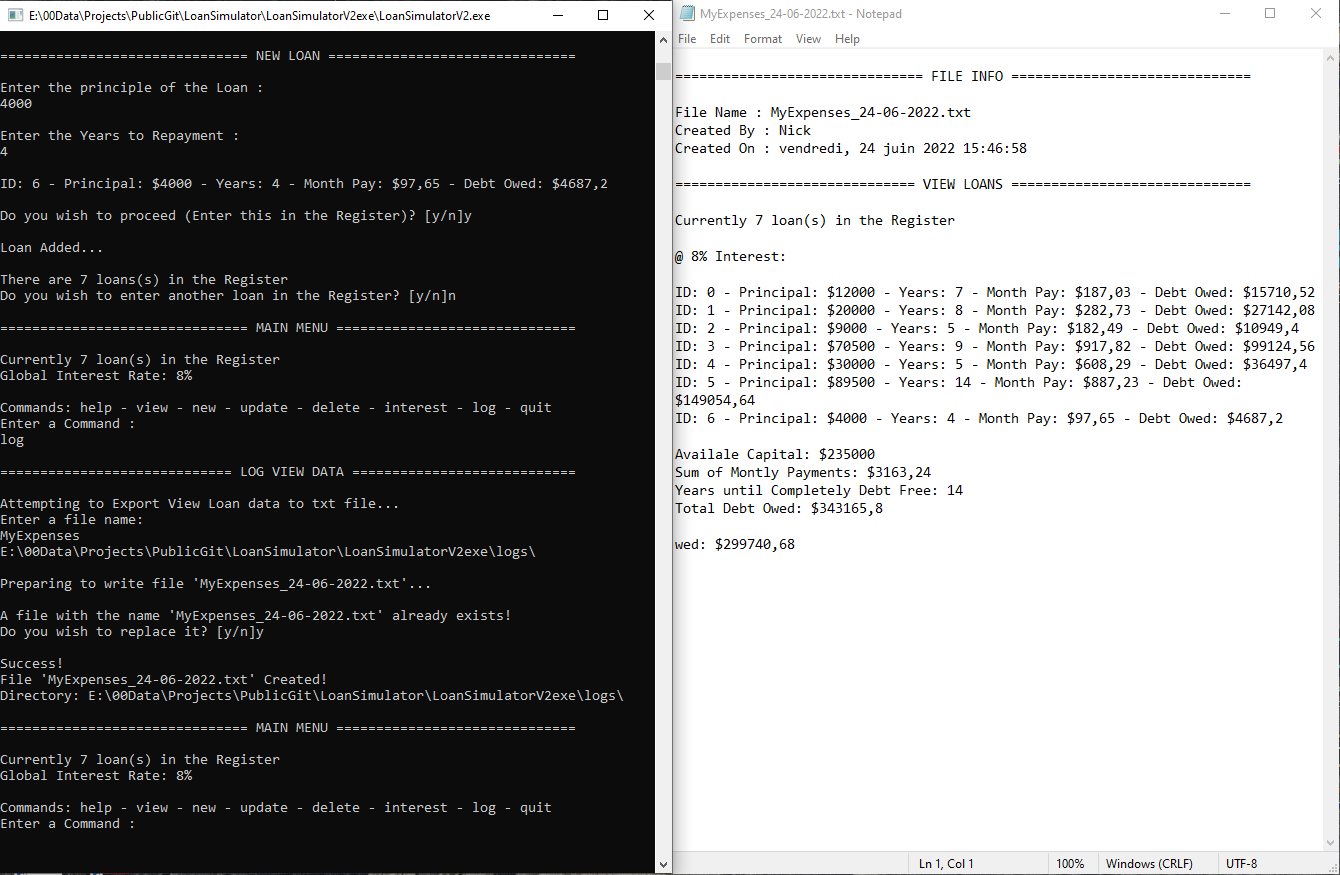 E:\00Data\Projects\PublicGit\LoanSimulator\LoanSimulatorV2exe\LoanSimulatorV2.exe
=============================== NEW LOAN ===============================
Enter the principle of the Loan :
4000
Enter the Years to Repayment :
4
ID: 6 - Principal: $4000 - Years: 4 - Month Pay: $97,65 - Debt Owed: $4687,2
Do you wish to proceed (Enter this in the Register)? [y/n]y
Loan Added...
There are 7 loans(s) in the Register
Do you wish to enter another loan in the Register? [y/n]n
=============================== MAIN MENU ==============================
Currently 7 loan(s) in the Register
Global Interest Rate: 8%
Commands: help - view - new - update - delete - interest - log - quit
Enter a Command :
log
============================= LOG VIEW DATA ============================
Attempting to Export View Loan data to txt file...
Enter a file name:
MyExpenses
E:\00Data\Projects\PublicGit\LoanSimulator\LoanSimulatorV2exe\logs\
Preparing to write file 'MyExpenses_24-06-2022.txt'...
A file with the name 'MyExpenses_24-06-2022.txt' already exists!
Do you wish to replace it? [y/n]y
Success!
File 'MyExpenses_24-06-2022.txt' Created!
Directory: E:\00Data\Projects\PublicGit\LoanSimulator\LoanSimulatorV2exe\logs\
=============================== MAIN MENU ==============================
Currently 7 loan(s) in the Register
Global Interest Rate: 8%
Commands: help - view - new - update - delete - interest - log - quit
Enter a Command :
MyExpenses_24-06-2022.txt - Notepad
File Edit Format View Help
=============================== FILE INFO ==============================
File Name : MyExpenses_24-06-2022.txt
Created By : Nick
Created On : vendredi, 24 juin 2022 15:46:58
============================== VIEW LOANS ==============================
Currently 7 loan(s) in the Register
@ 8% Interest:
ID: 0 - Principal: $12000 - Years: 7 - Month Pay: $187,03 - Debt Owed: $15710,52
ID: 1 - Principal: $20000 - Years: 8 - Month Pay: $282,73 - Debt Owed: $27142,08
ID: 2 - Principal: $9000 - Years: 5 - Month Pay: $182,49 - Debt Owed: $10949,4
ID: 3 - Principal: $70500 - Years: 9 - Month Pay: $917,82 - Debt Owed: $99124,56
ID: 4 - Principal: $30000 - Years: 5 - Month Pay: $608,29 - Debt Owed: $36497,4
ID: 5 - Principal: $89500 - Years: 14 - Month Pay: $887,23 - Debt Owed:
$149054,64
ID: 6 - Principal: $4000 - Years: 4 - Month Pay: $97,65 - Debt Owed: $4687,2
Availale Capital: $235000
Sum of Montly Payments: $3163,24
Years until Completely Debt Free: 14
Total Debt Owed: $343165,8
wed: $299740,68
Ln 1, Col 1 100% Windows (CRLF) UTF-8